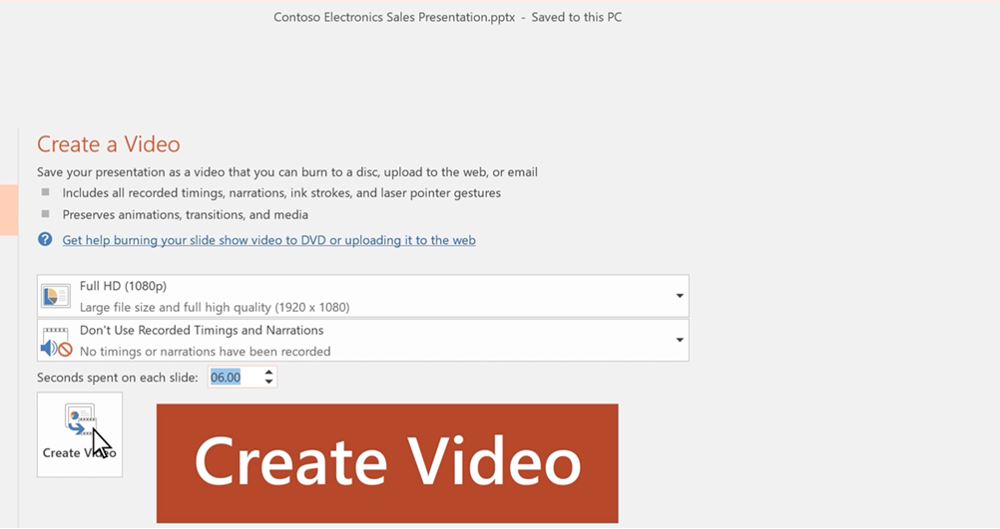 Contoso Electronics Sales Presentation.pptx - Saved to this PC
Create a Video
Save your presentation as a video that you can burn to a disc, upload to the web, or email
Includes all recorded timings, narrations, ink strokes, and laser pointer gestures
Preserves animations, transitions, and media
Get help burning your slide show video to DVD or uploading it to the web
Full HD (1080p)
Large file size and full high quality (1920 x 1080)
Don't Use Recorded Timings and Narrations
No timings or narrations have been recorded
Seconds spent on each slide: 06.00
Create Video
Create Video